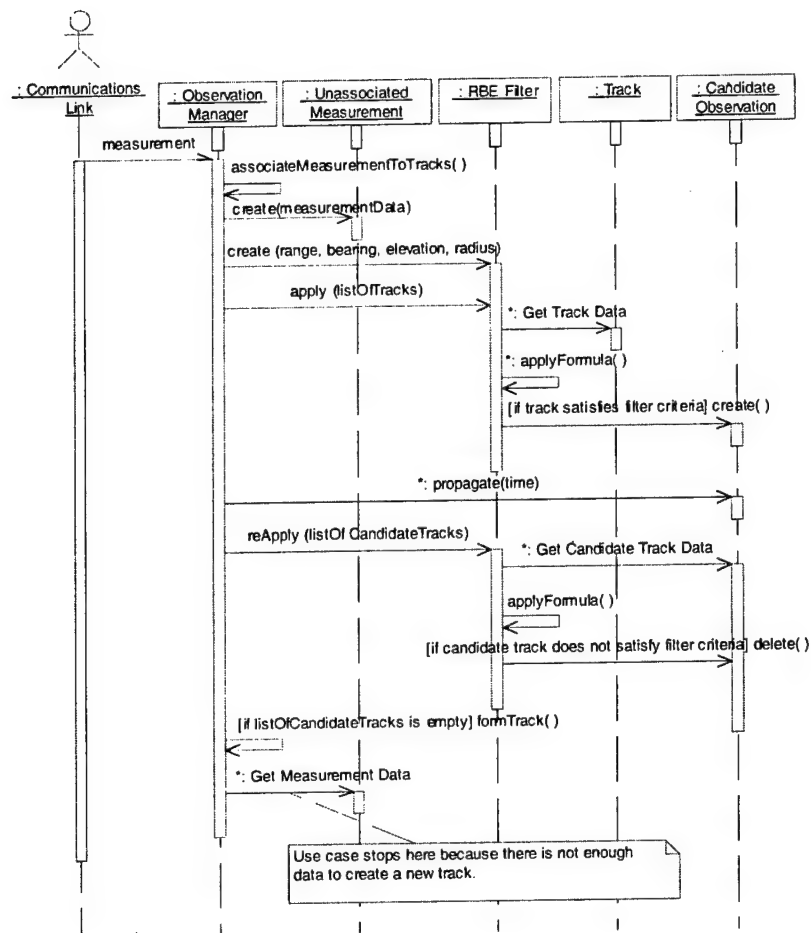 : Communications
Link
: Observation
Manager
: Unassociated
Measurement
: RBE Filter
: Track
: Candidate
Observation
measurement
associateMeasurementToTracks( )
create(measurementData)
create (range, bearing, elevation, radius)
apply (listOfTracks)
*: Get Track Data
*: applyFormula( )
[if track satisfies filter criteria] create( )
*: propagate(time)
reApply (listOf CandidateTracks)
*: Get Candidate Track Data
applyFormula( )
[if candidate track does not satisfy filter criteria] delete( )
[if listOfCandidateTracks is empty] formTrack( )
*: Get Measurement Data
Use case stops here because there is not enough
data to create a new track.